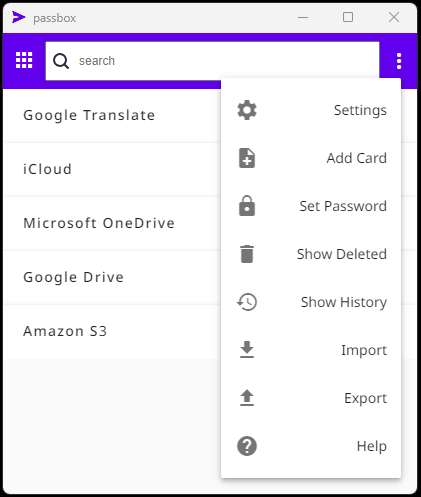 passbox
search
Google Translate
iCloud
Microsoft OneDrive
Google Drive
Amazon S3
Settings
Add Card
Set Password
Show Deleted
Show History
Import
Export
Help